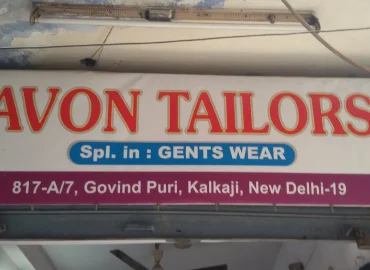 AVON TAILORS
Spl. in : GENTS WEAR
817-A/7, Govind Puri, Kalkaji, New Delhi-19